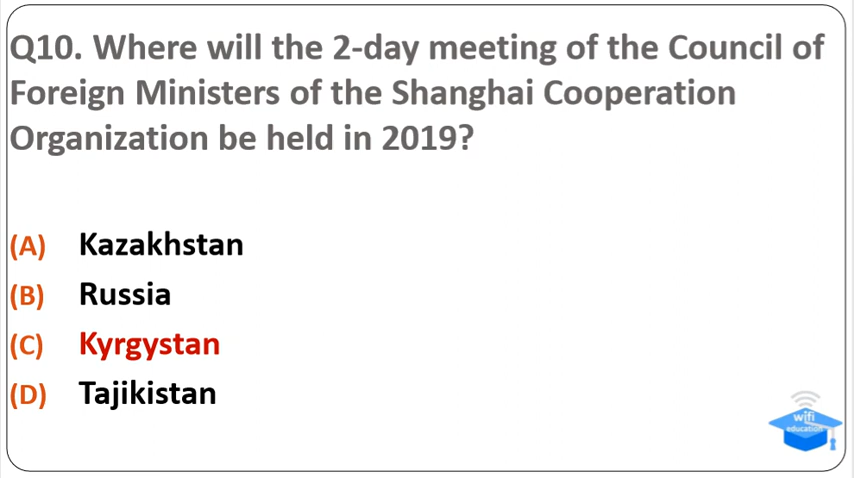 Q10. Where will the 2-day meeting of the Council of
Foreign Ministers of the Shanghai Cooperation
Organization be held in 2019?
(A) Kazakhstan
(B) Russia
(C) Kyrgystan
(D) Tajikistan
wifi
education